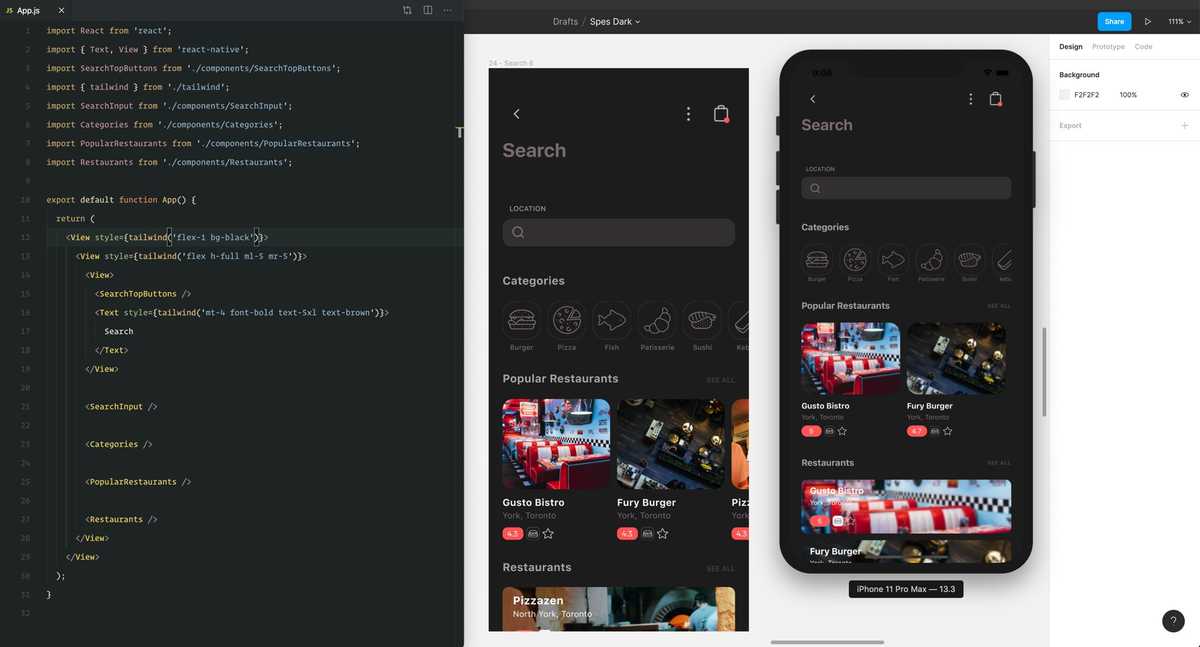 JS App.js ×
1 import React from 'react';
2 import { Text, View } from 'react-native';
3 import SearchTopButtons from './components/SearchTopButtons';
4 import { tailwind } from './tailwind';
5 import SearchInput from './components/SearchInput';
6 import Categories from './components/Categories';
7 import PopularRestaurants from './components/PopularRestaurants';
8 import Restaurants from './components/Restaurants';
9
10 export default function App() {
11 return (
12 <View style={tailwind('flex-1 bg-black')}>
13 <View style={tailwind('flex h-full ml-5 mr-5')}>
14 <View>
15 <SearchTopButtons />
16 <Text style={tailwind('mt-4 font-bold text-5xl text-brown')}>
17 Search
18 </Text>
19 </View>
20
21 <SearchInput />
22
23 <Categories />
24
25 <PopularRestaurants />
26
27 <Restaurants />
28 </View>
29 </View>
30 );
31 }
32
T
Drafts / Spes Dark
Share
111%
24 - Search 6
Search
LOCATION
Categories
Burger Pizza Fish Patisserie Sushi Keb
Popular Restaurants SEE ALL
Gusto Bistro Fury Burger Pizz
York, Toronto York, Toronto York
4.3 4.3 4.3
Restaurants SEE ALL
Pizzazen
North York, Toronto
9:08
Search
LOCATION
Categories
Burger Pizza Fish Patisserie Sushi
Popular Restaurants SEE ALL
Gusto Bistro Fury Burger
York, Toronto York, Toronto
5 4.7
Restaurants SEE ALL
Gusto Bistro
York, Toronto
5
Fury Burger
iPhone 11 Pro Max — 13.3
Design Prototype Code
Background
F2F2F2 100%
Export +
?